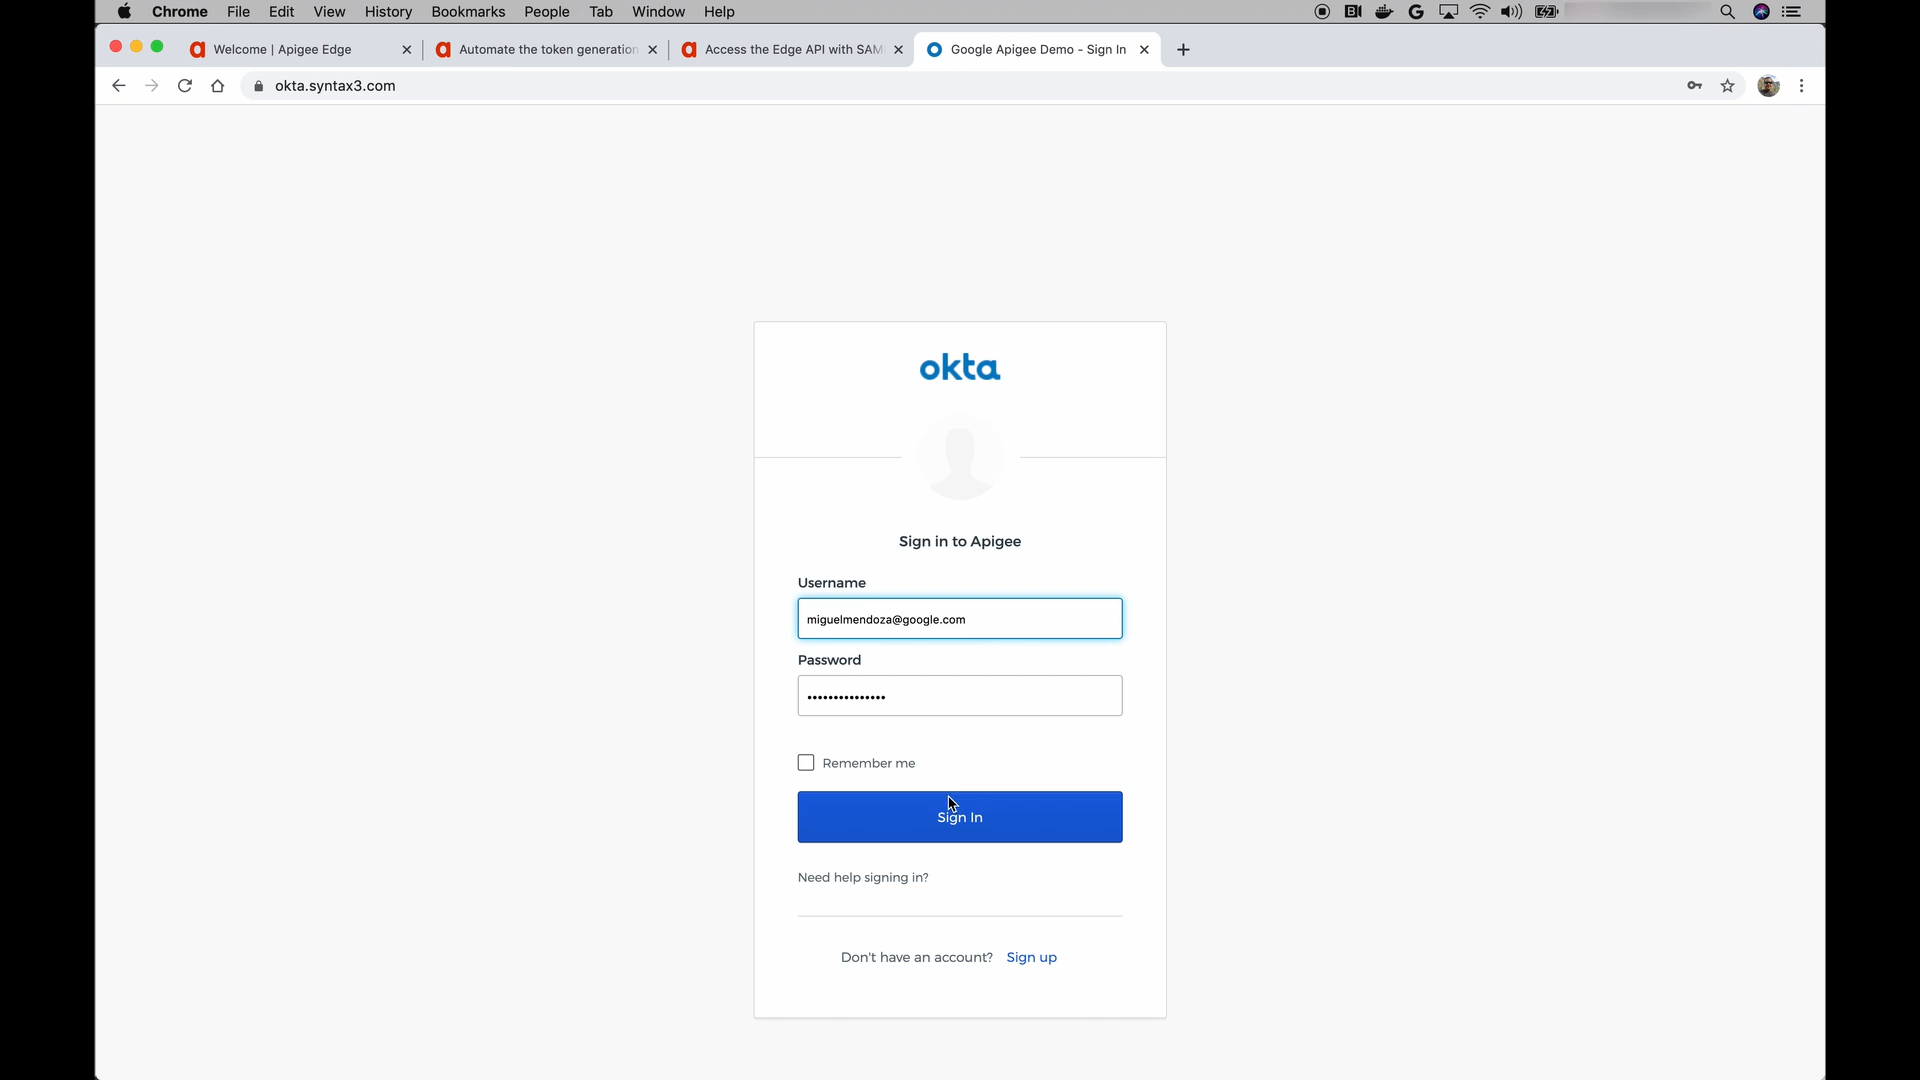 Chrome File Edit View History Bookmarks People Tab Window Help
Welcome | Apigee Edge
Automate the token generation
Access the Edge API with SAM
Google Apigee Demo - Sign In
okta.syntax3.com
okta
Sign in to Apigee
Username
miguelmendoza@google.com
Password
•••••••••••••••
Remember me
Sign In
Need help signing in?
Don't have an account? Sign up